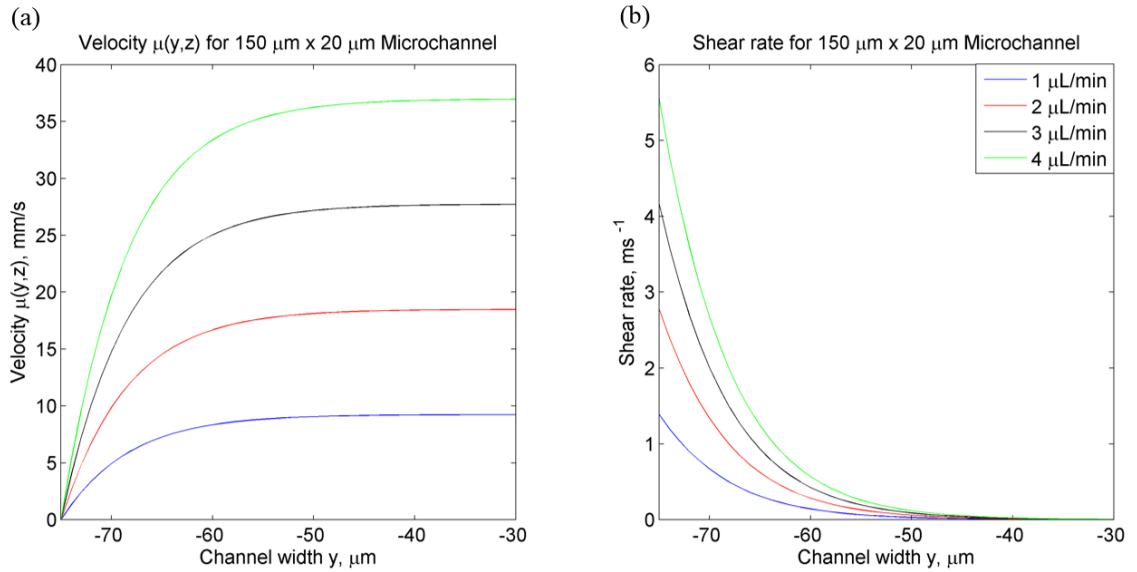 (a)
Velocity μ(y,z) for 150 μm x 20 μm Microchannel
40
35
30
25
20
15
10
5
0
Velocity μ(y,z), mm/s
-70
-60
-50
-40
-30
Channel width y, μm
(b)
Shear rate for 150 μm x 20 μm Microchannel
6
5
4
3
2
1
0
Shear rate, ms⁻¹
-70
-60
-50
-40
-30
Channel width y, μm
1 μL/min
2 μL/min
3 μL/min
4 μL/min